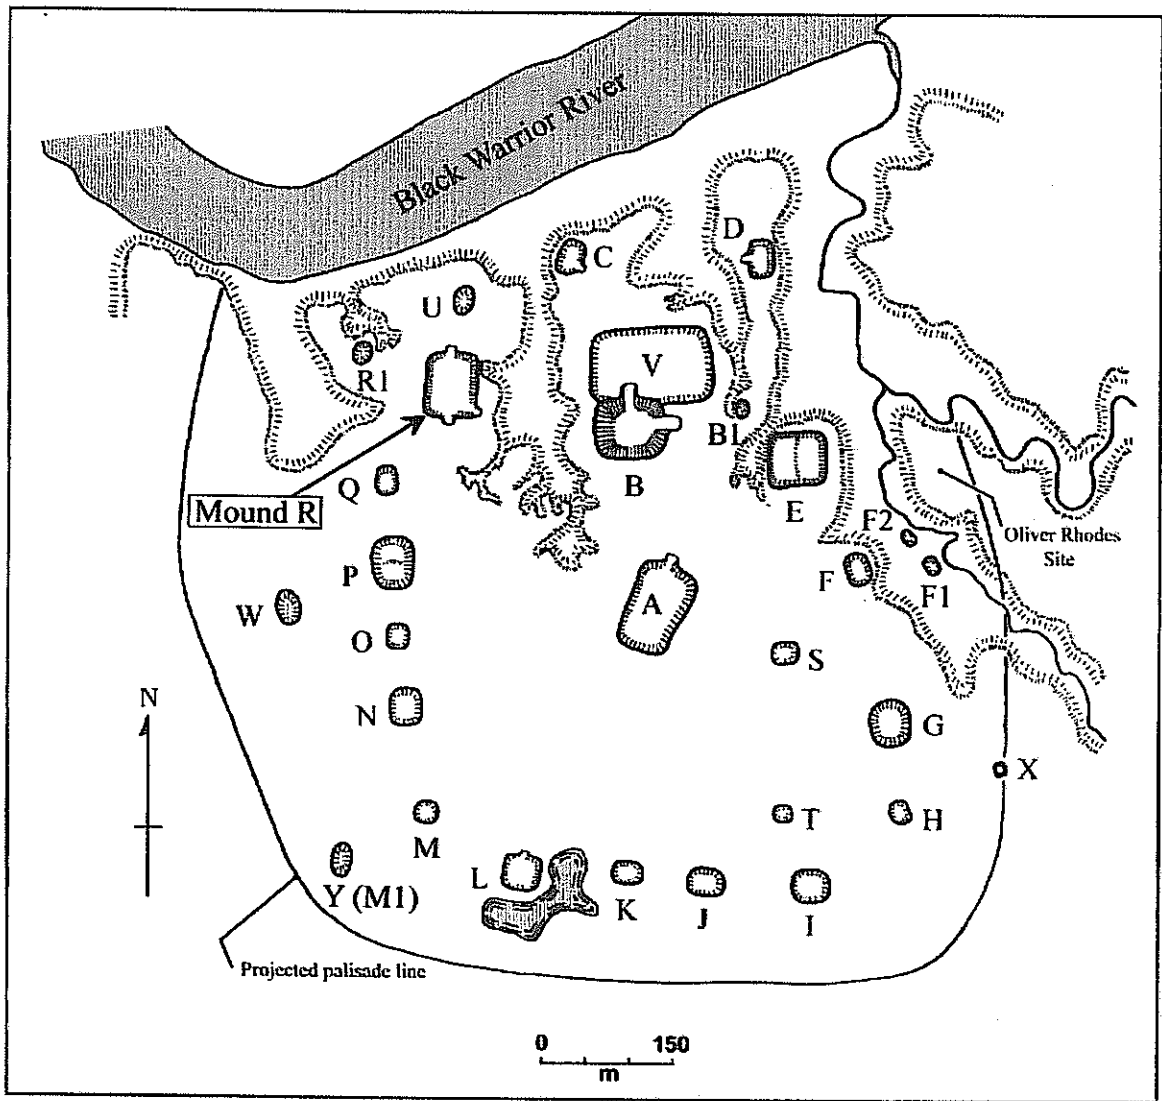 Black Warrior River
D
C
U
V
R1
B1
B
Q
E
Mound R
Oliver Rhodes
Site
F2
P
F
F1
A
W
O
S
N
N
G
X
T
H
M
L
Y (M1)
K
J
I
Projected palisade line
0 150
m